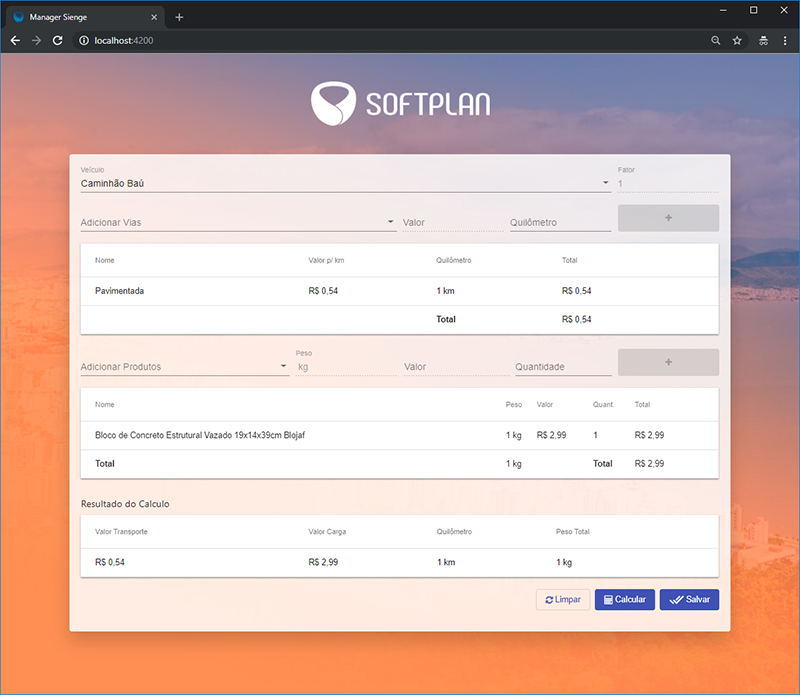 Manager Sienge
localhost:4200
SOFTPLAN
Veículo
Fator
Caminhão Baú
1
Adicionar Vias
Valor
Quilômetro
+
Nome
Valor p/ km
Quilômetro
Total
Pavimentada
R$ 0,54
1 km
R$ 0,54
Total
R$ 0,54
Adicionar Produtos
Peso
kg
Valor
Quantidade
+
Nome
Peso
Valor
Quant.
Total
Bloco de Concreto Estrutural Vazado 19x14x39cm Blojaf
1 kg
R$ 2,99
1
R$ 2,99
Total
1 kg
Total
R$ 2,99
Resultado do Calculo
Valor Transporte
Valor Carga
Quilômetro
Peso Total
R$ 0,54
R$ 2,99
1 km
1 kg
Limpar
Calcular
Salvar